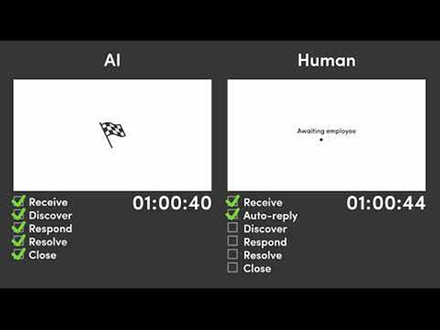 AI
Receive
Discover
Respond
Resolve
Close
01:00:40
Human
Awaiting employee
Receive
Auto-reply
Discover
Respond
Resolve
Close
01:00:44